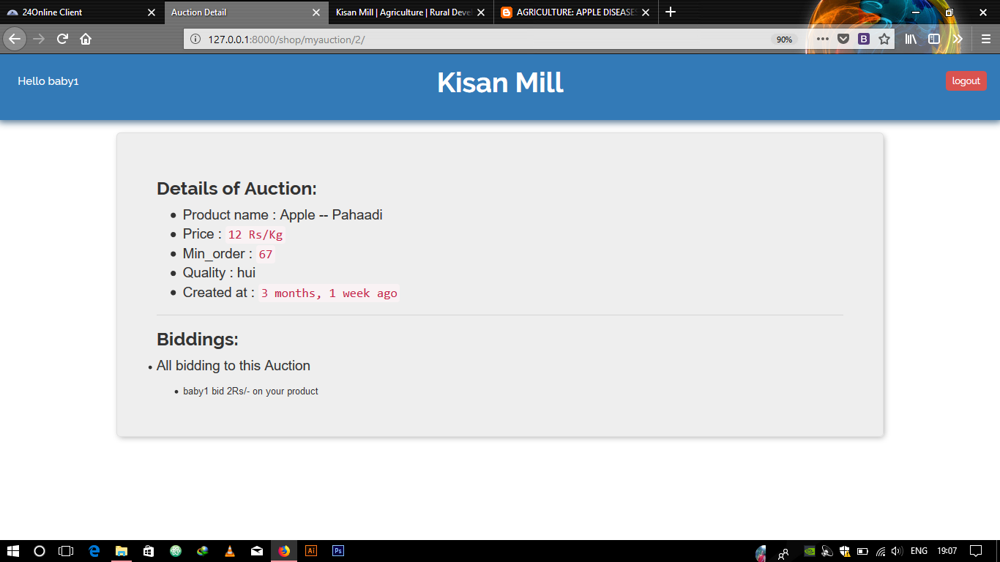 24Online Client
Auction Detail
Kisan Mill | Agriculture | Rural Deve
AGRICULTURE: APPLE DISEASE
127.0.0.1:8000/shop/myauction/2/
90%
B
Hello baby1
Kisan Mill
logout
Details of Auction:
Product name : Apple -- Pahaadi
Price : 12 Rs/Kg
Min_order : 67
Quality : hui
Created at : 3 months, 1 week ago
Biddings:
All bidding to this Auction
baby1 bid 2Rs/- on your product
Ai
Ps
ENG
19:07